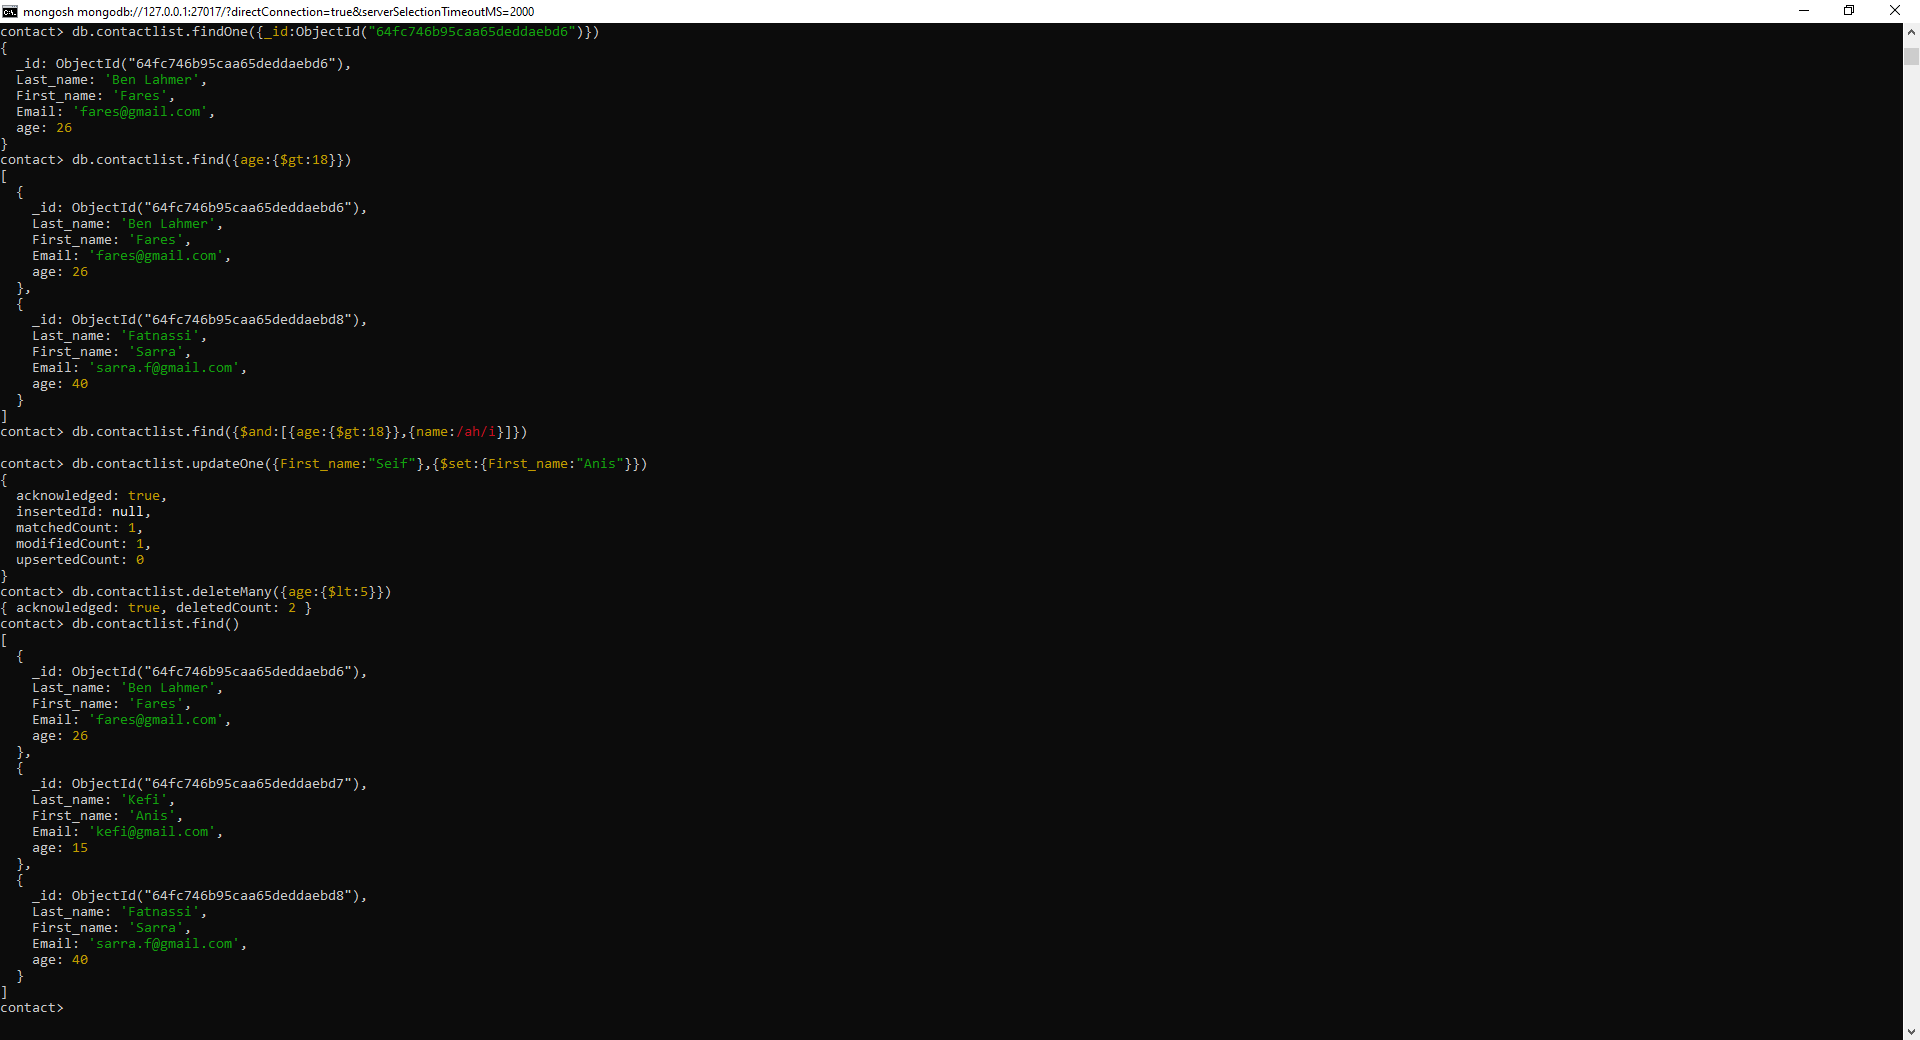 mongosh mongodb://127.0.0.1:27017/?directConnection=true&serverSelectionTimeoutMS=2000
contact> db.contactlist.findOne({_id:ObjectId("64fc746b95caa65deddaebd6")})
{
  _id: ObjectId("64fc746b95caa65deddaebd6"),
  Last_name: 'Ben Lahmer',
  First_name: 'Fares',
  Email: 'fares@gmail.com',
  age: 26
}
contact> db.contactlist.find({age:{$gt:18}})
[
  {
    _id: ObjectId("64fc746b95caa65deddaebd6"),
    Last_name: 'Ben Lahmer',
    First_name: 'Fares',
    Email: 'fares@gmail.com',
    age: 26
  },
  {
    _id: ObjectId("64fc746b95caa65deddaebd8"),
    Last_name: 'Fatnassi',
    First_name: 'Sarra',
    Email: 'sarra.f@gmail.com',
    age: 40
  }
]
contact> db.contactlist.find({$and:[{age:{$gt:18}},{name:/ah/i}]})
contact> db.contactlist.updateOne({First_name:"Seif"},{$set:{First_name:"Anis"}})
{
  acknowledged: true,
  insertedId: null,
  matchedCount: 1,
  modifiedCount: 1,
  upsertedCount: 0
}
contact> db.contactlist.deleteMany({age:{$lt:5}})
{ acknowledged: true, deletedCount: 2 }
contact> db.contactlist.find()
[
  {
    _id: ObjectId("64fc746b95caa65deddaebd6"),
    Last_name: 'Ben Lahmer',
    First_name: 'Fares',
    Email: 'fares@gmail.com',
    age: 26
  },
  {
    _id: ObjectId("64fc746b95caa65deddaebd7"),
    Last_name: 'Kefi',
    First_name: 'Anis',
    Email: 'kefi@gmail.com',
    age: 15
  },
  {
    _id: ObjectId("64fc746b95caa65deddaebd8"),
    Last_name: 'Fatnassi',
    First_name: 'Sarra',
    Email: 'sarra.f@gmail.com',
    age: 40
  }
]
contact>